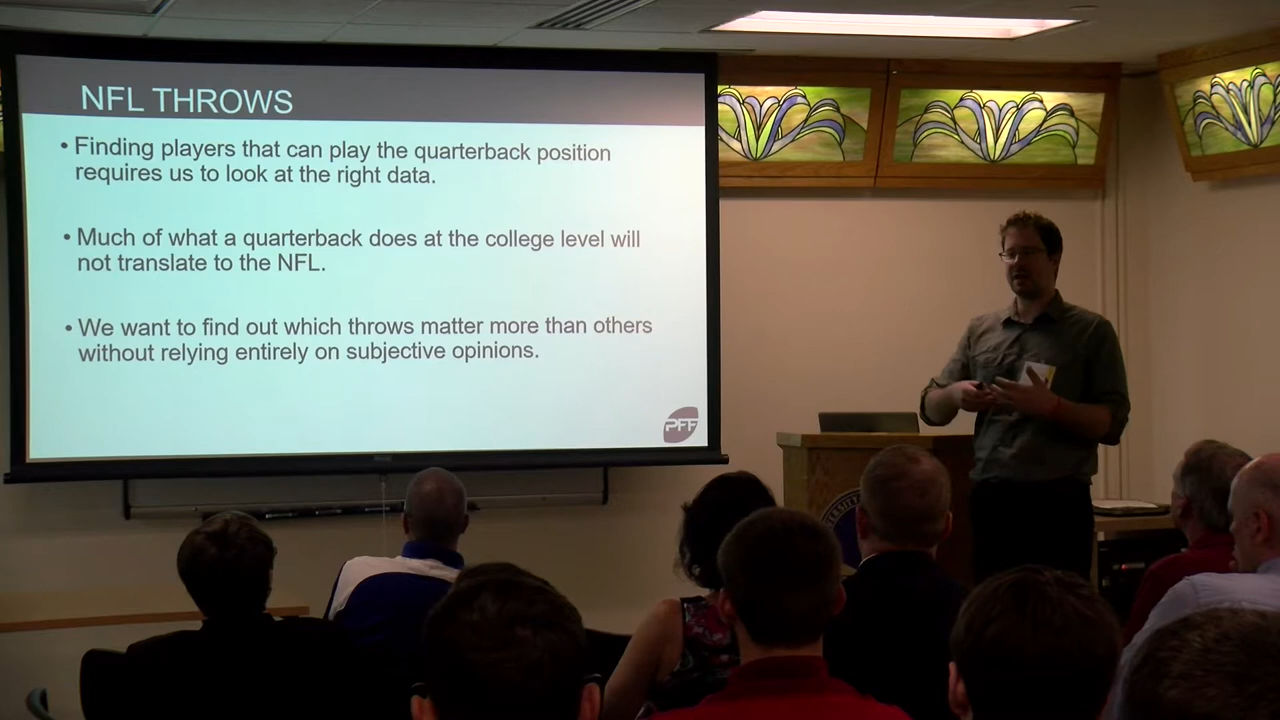 NFL THROWS
• Finding players that can play the quarterback position
requires us to look at the right data.
• Much of what a quarterback does at the college level will
not translate to the NFL.
• We want to find out which throws matter more than others
without relying entirely on subjective opinions.
PFF